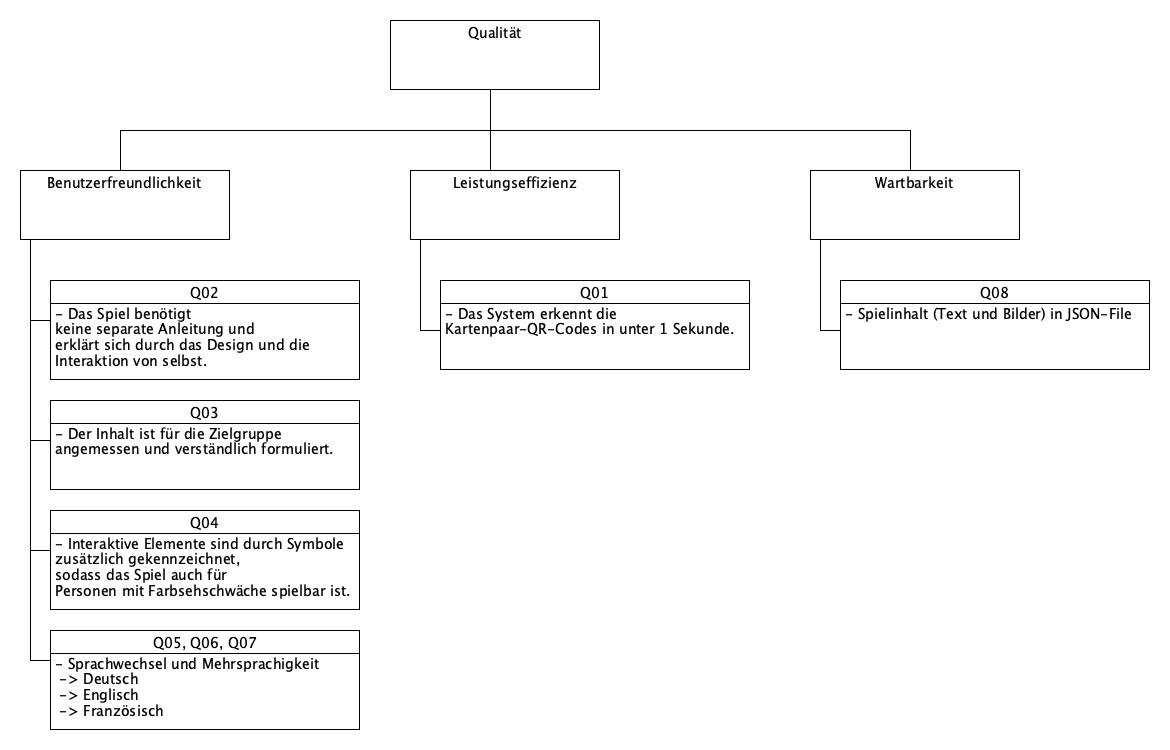 Qualität
Benutzerfreundlichkeit
Leistungseffizienz
Wartbarkeit
Q02
– Das Spiel benötigt
keine separate Anleitung und
erklärt sich durch das Design und die
Interaktion von selbst.
Q03
– Der Inhalt ist für die Zielgruppe
angemessen und verständlich formuliert.
Q04
– Interaktive Elemente sind durch Symbole
zusätzlich gekennzeichnet,
sodass das Spiel auch für
Personen mit Farbsehschwäche spielbar ist.
Q05, Q06, Q07
– Sprachwechsel und Mehrsprachigkeit
–> Deutsch
–> Englisch
–> Französisch
Q01
– Das System erkennt die
Kartenpaar–QR–Codes in unter 1 Sekunde.
Q08
– Spielinhalt (Text und Bilder) in JSON–File